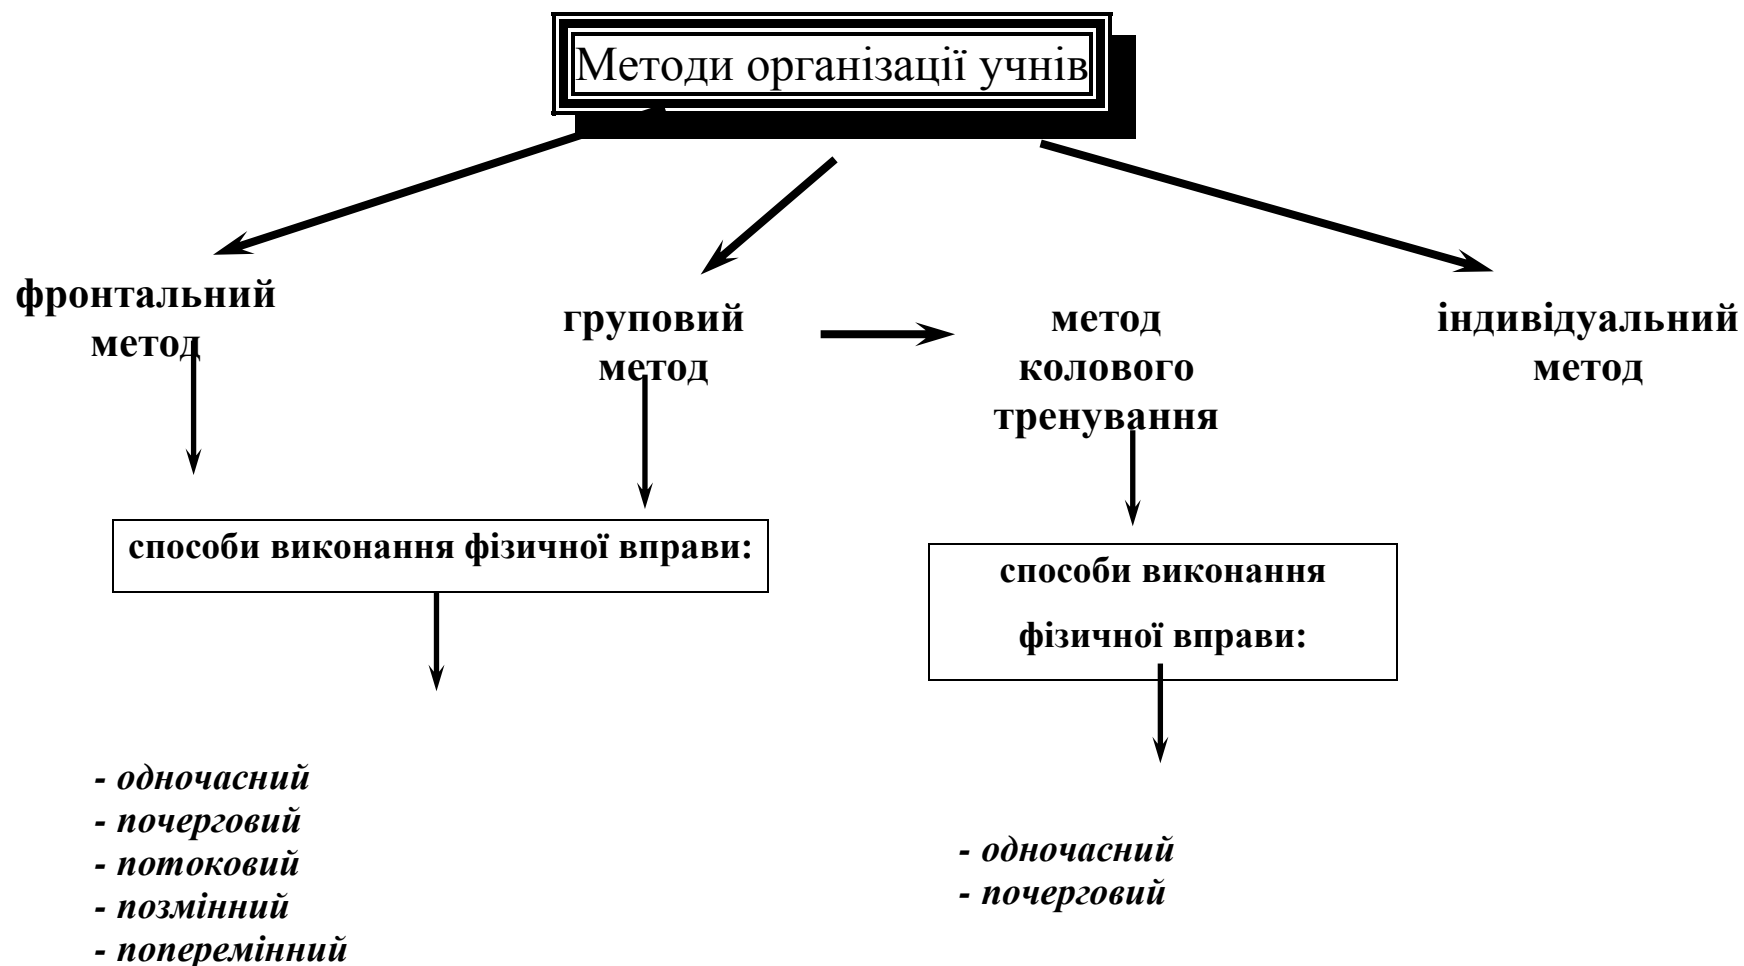 Методи організації учнів
фронтальний
метод
груповий
метод
метод
колового
тренування
індивідуальний
метод
способи виконання фізичної вправи:
способи виконання
фізичної вправи:
- одночасний
- почерговий
- потоковий
- позмінний
- поперемінний
- одночасний
- почерговий